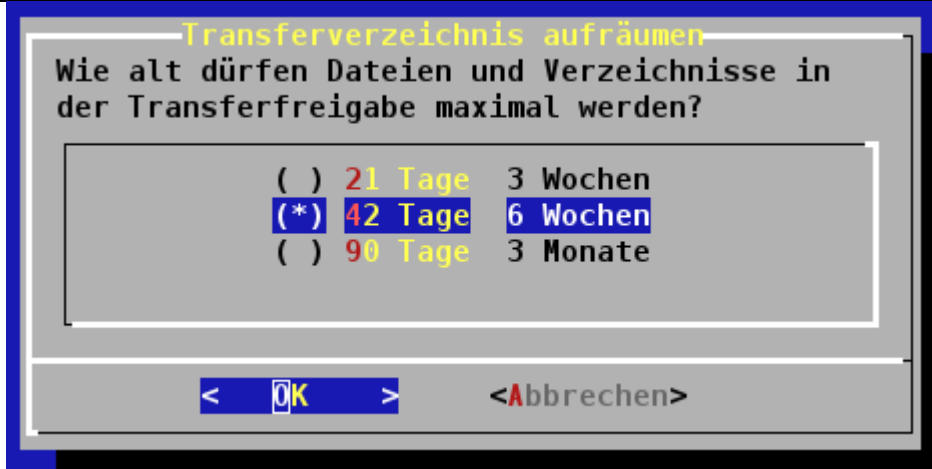 Transferverzeichnis aufräumen
Wie alt dürfen Dateien und Verzeichnisse in
der Transferfreigabe maximal werden?
( ) 21 Tage 3 Wochen
(*) 42 Tage 6 Wochen
( ) 90 Tage 3 Monate
< OK > <Abbrechen>